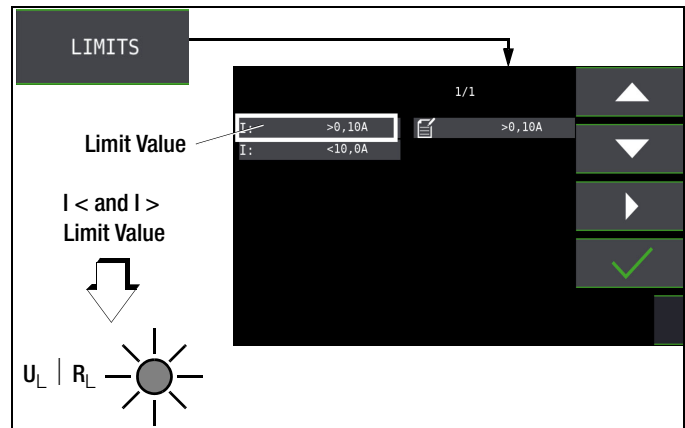 LIMITS
1/1
Limit Value
I: >0,10A
>0,10A
I: <10,0A
I < and I >
Limit Value
UL | RL